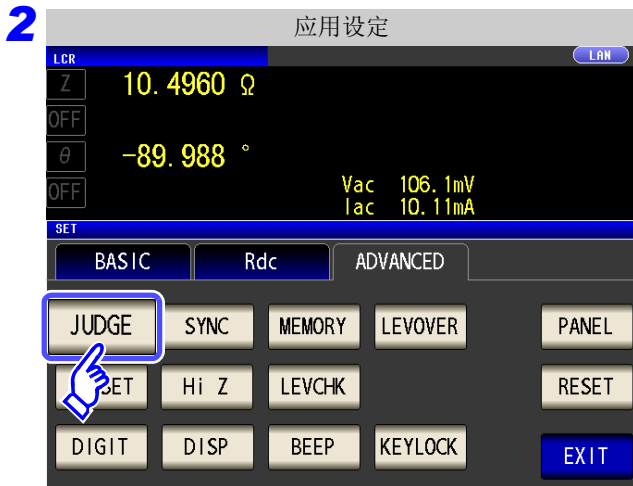 2
应用设定
LCR
LAN
Z 10.4960 Ω
OFF
θ -89.988 °
OFF
Vac 106.1mV
Iac 10.11mA
SET
BASIC Rdc ADVANCED
JUDGE SYNC MEMORY LEVOVER PANEL
SET Hi Z LEVCHK RESET
DIGIT DISP BEEP KEYLOCK EXIT